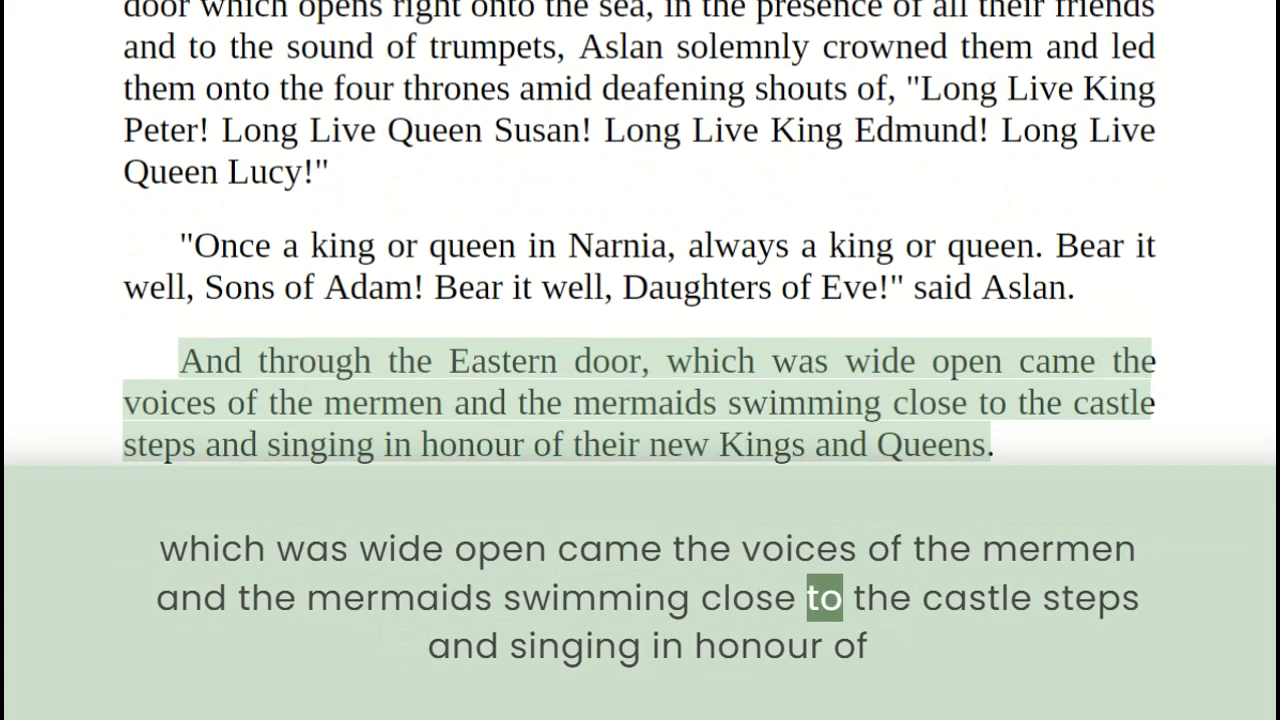 door which opens right onto the sea, in the presence of all their friends
and to the sound of trumpets, Aslan solemnly crowned them and led
them onto the four thrones amid deafening shouts of, "Long Live King
Peter! Long Live Queen Susan! Long Live King Edmund! Long Live
Queen Lucy!"
"Once a king or queen in Narnia, always a king or queen. Bear it
well, Sons of Adam! Bear it well, Daughters of Eve!" said Aslan.
And through the Eastern door, which was wide open came the
voices of the mermen and the mermaids swimming close to the castle
steps and singing in honour of their new Kings and Queens.
which was wide open came the voices of the mermen
and the mermaids swimming close to the castle steps
and singing in honour of